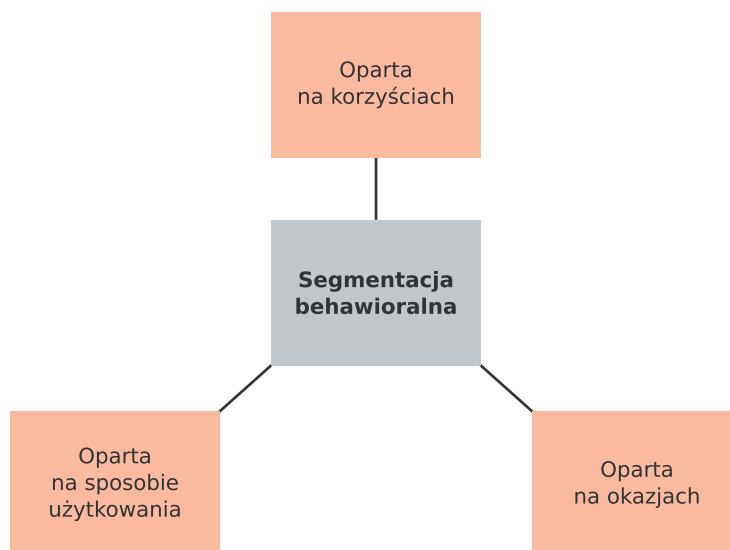 Oparta
na korzyściach
Segmentacja
behawioralna
Oparta
na sposobie
użytkowania
Oparta
na okazjach